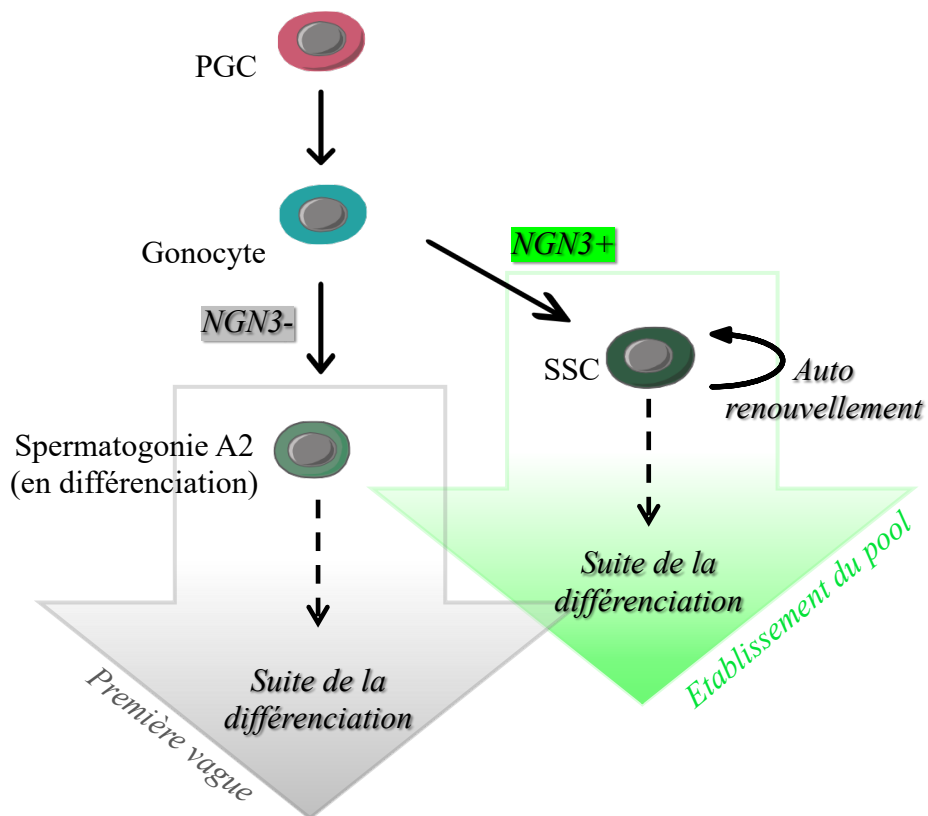 PGC
Gonocyte
NGN3+
NGN3-
SSC
Auto
renouvellement
Spermatogonie A2
(en différenciation)
Suite de la
différenciation
Etablissement du pool
Suite de la
différenciation
Première vague